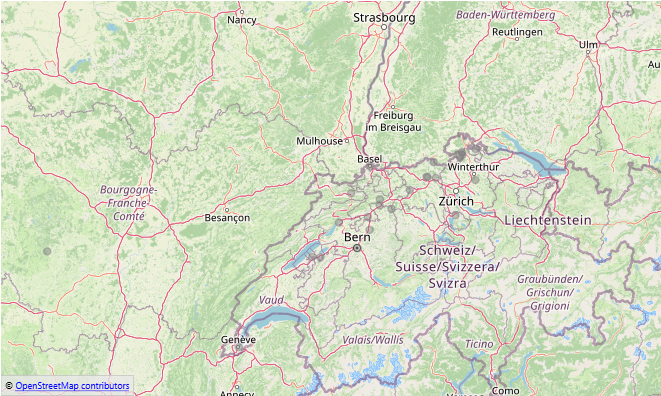 Nancy
Strasbourg
Baden-Württemberg
Reutlingen
Ulm
Freiburg
im Breisgau
Mulhouse
Basel
Winterthur
Bourgogne-
Franche-
Comté
Besançon
Zürich
Liechtenstein
Bern
Schweiz/
Suisse/Svizzera/
Svizra
Graubünden/
Grischun/
Grigioni
Vaud
Genève
Valais/Wallis
Ticino
Annecy
Como
© OpenStreetMap contributors